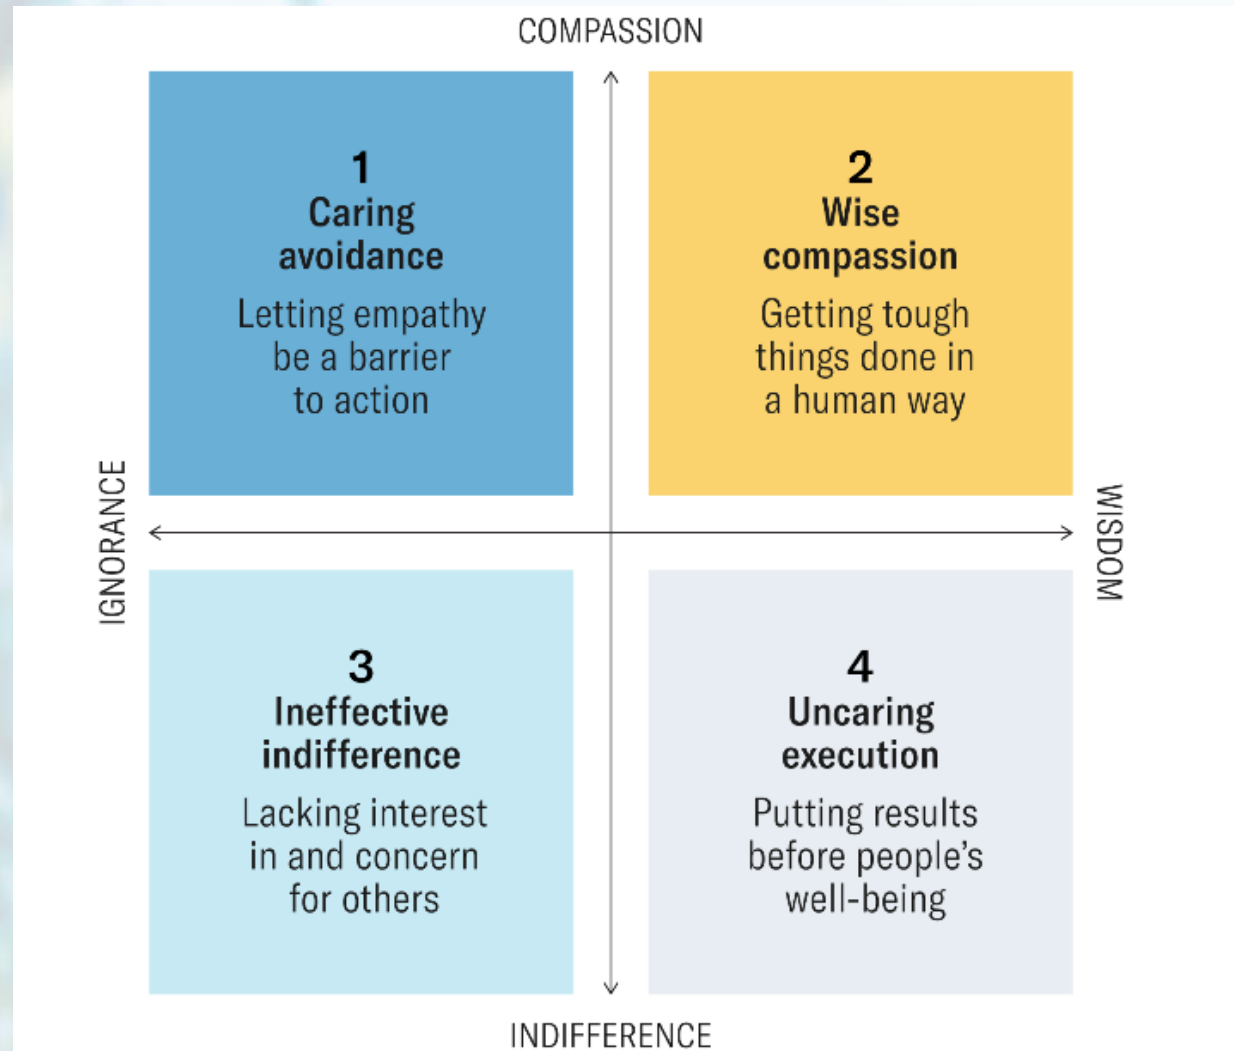 COMPASSION
1
Caring
avoidance
Letting empathy
be a barrier
to action
2
Wise
compassion
Getting tough
things done in
a human way
IGNORANCE
WISDOM
3
Ineffective
indifference
Lacking interest
in and concern
for others
4
Uncaring
execution
Putting results
before people’s
well-being
INDIFFERENCE